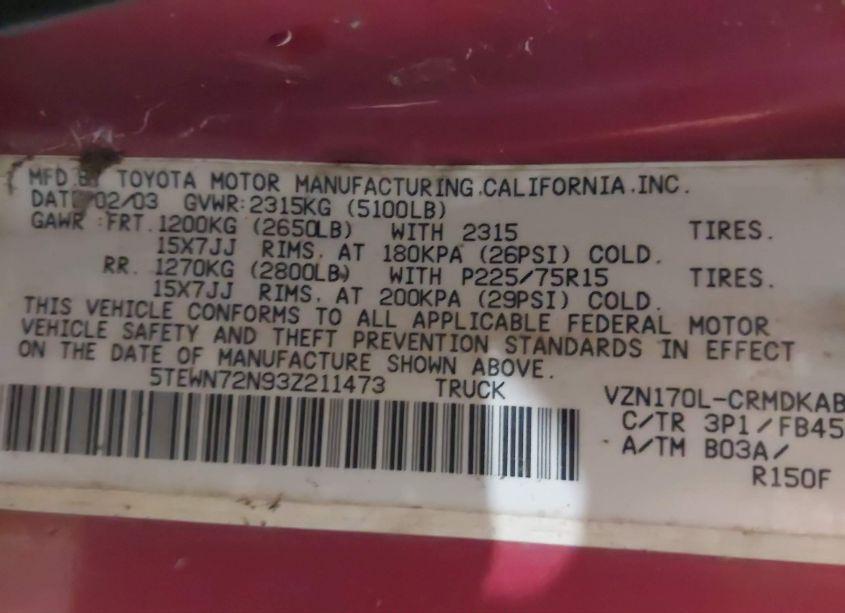 MFD. BY TOYOTA MOTOR MANUFACTURING.CALIFORNIA.INC.
DATE 02/03 GVWR:2315KG (5100LB)
GAWR :FRT. 1200KG (2650LB) WITH 2315 TIRES.
15X7JJ RIMS. AT 180KPA (26PSI) COLD.
RR. 1270KG (2800LB) WITH P225/75R15 TIRES.
15X7JJ RIMS. AT 200KPA (29PSI) COLD.
THIS VEHICLE CONFORMS TO ALL APPLICABLE FEDERAL MOTOR
VEHICLE SAFETY AND THEFT PREVENTION STANDARDS IN EFFECT
ON THE DATE OF MANUFACTURE SHOWN ABOVE.
5TEWN72N93Z211473 TRUCK
VZN170L-CRMDKAB
C/TR 3P1/FB45
A/TM B03A/
R150F